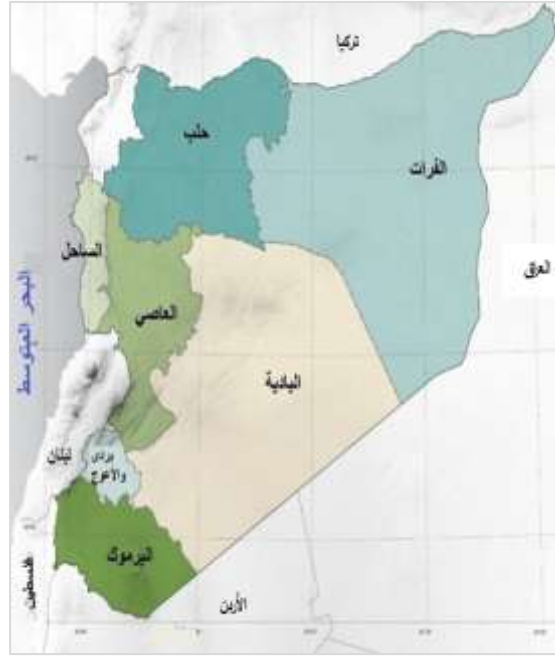 تركيا
حلب
الفرات
الساحل
العراق
العاصي
البحر المتوسط
البادية
لبنان
بردى
والأعوج
اليرموك
فلسطين
الأردن